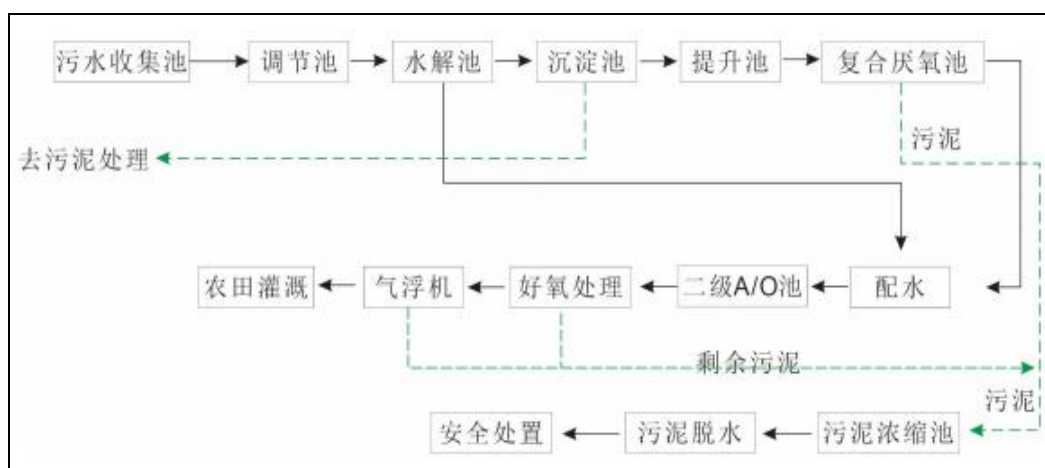 污水收集池
调节池
水解池
沉淀池
提升池
复合厌氧池
污泥
去污泥处理
农田灌溉
气浮机
好氧处理
二级A/O池
配水
剩余污泥
污泥
安全处置
污泥脱水
污泥浓缩池